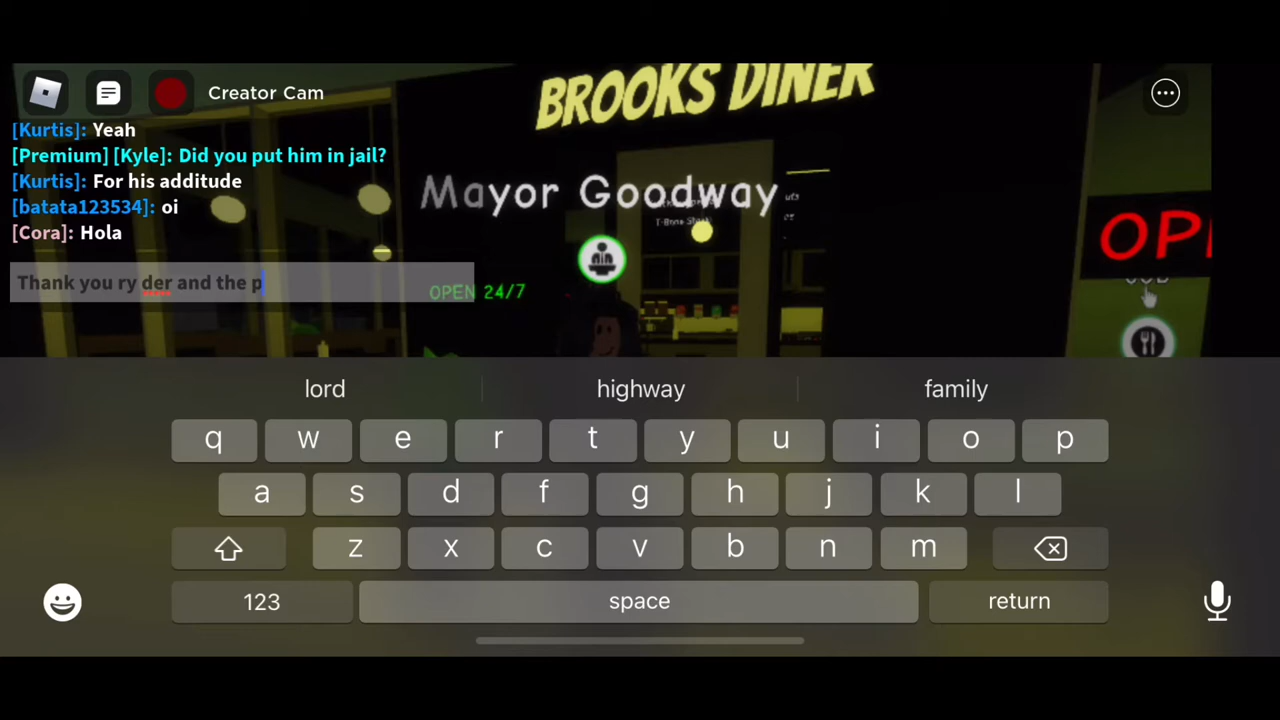 BROOKS DINER
Creator Cam
[Kurtis]: Yeah
[Premium] [Kyle]: Did you put him in jail?
[Kurtis]: For his additude
[batata123534]: oi
[Cora]: Hola
Mayor Goodway
T-Bone Steak
Thank you ry der and the p
OPEN 24/7
lord highway family
q w e r t y u i o p
a s d f g h j k l
z x c v b n m
123 space return